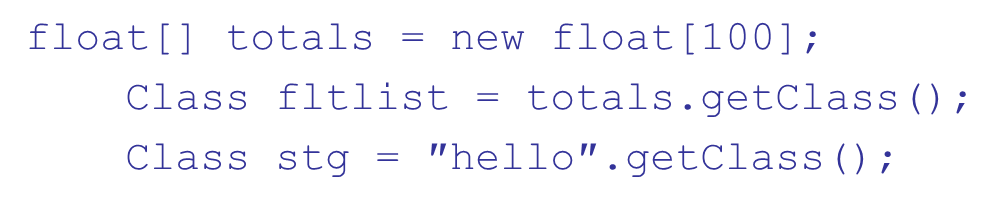 float[] totals = new float[100];
Class fltlist = totals.getClass();
Class stg = "hello".getClass();